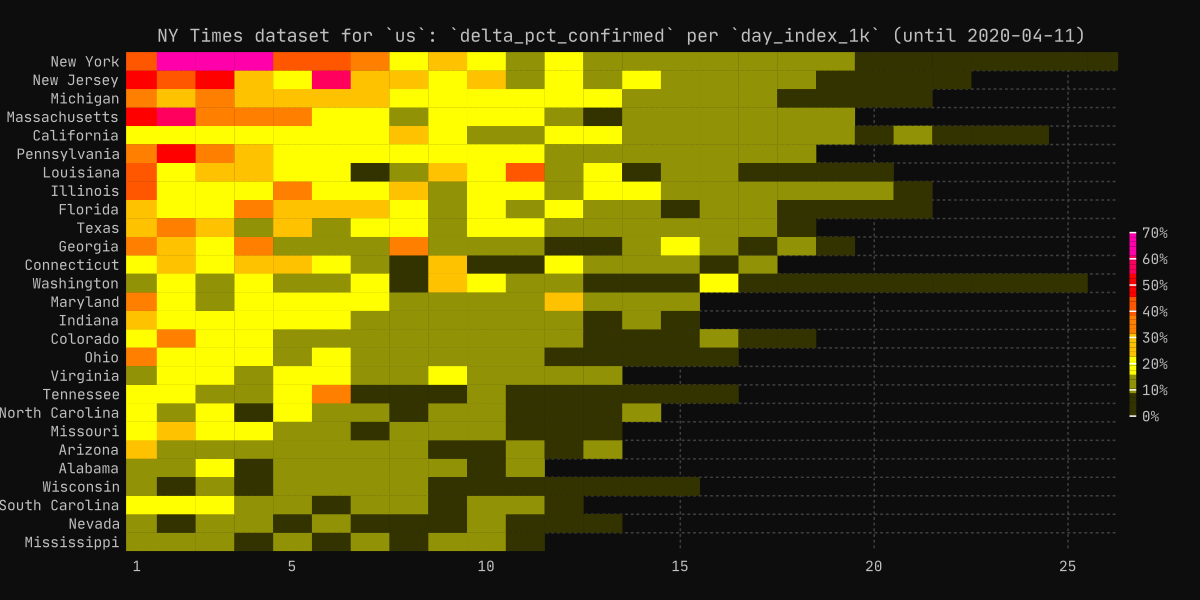 NY Times dataset for `us`: `delta_pct_confirmed` per `day_index_1k` (until 2020-04-11)
New York
New Jersey
Michigan
Massachusetts
California
Pennsylvania
Louisiana
Illinois
Florida
Texas
Georgia
Connecticut
Washington
Maryland
Indiana
Colorado
Ohio
Virginia
Tennessee
North Carolina
Missouri
Arizona
Alabama
Wisconsin
South Carolina
Nevada
Mississippi
1 5 10 15 20 25
70%
60%
50%
40%
30%
20%
10%
0%